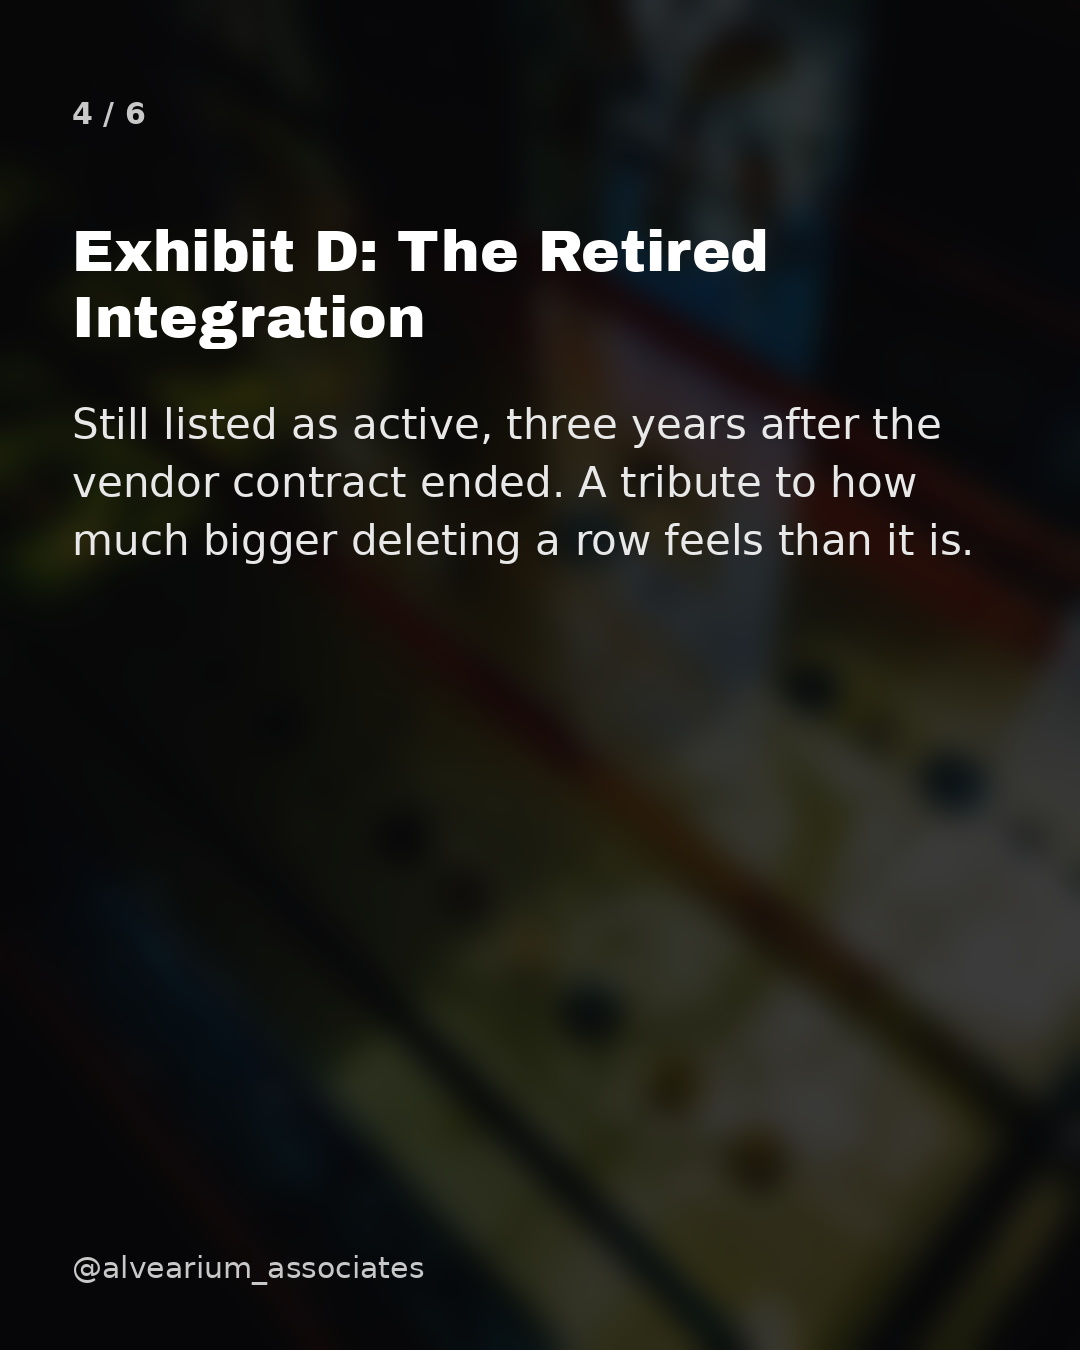 4 / 6
Exhibit D: The Retired
Integration
Still listed as active, three years after the
vendor contract ended. A tribute to how
much bigger deleting a row feels than it is.
@alvearium_associates